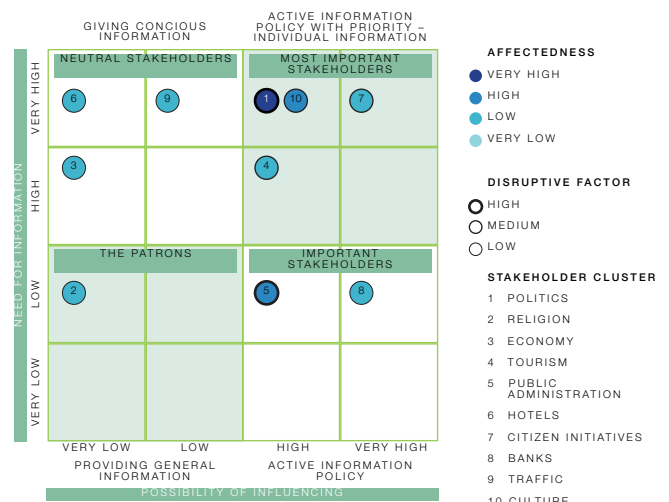 GIVING CONCIOUS
INFORMATION
ACTIVE INFORMATION
POLICY WITH PRIORITY –
INDIVIDUAL INFORMATION
NEED FOR INFORMATION
VERY HIGH
HIGH
LOW
VERY LOW
NEUTRAL STAKEHOLDERS
MOST IMPORTANT
STAKEHOLDERS
6
9
1
10
7
3
4
THE PATRONS
IMPORTANT
STAKEHOLDERS
2
5
8
VERY LOW
LOW
HIGH
VERY HIGH
PROVIDING GENERAL
INFORMATION
ACTIVE INFORMATION
POLICY
POSSIBILITY OF INFLUENCING
AFFECTEDNESS
VERY HIGH
HIGH
LOW
VERY LOW
DISRUPTIVE FACTOR
HIGH
MEDIUM
LOW
STAKEHOLDER CLUSTER
1 POLITICS
2 RELIGION
3 ECONOMY
4 TOURISM
5 PUBLIC
ADMINISTRATION
6 HOTELS
7 CITIZEN INITIATIVES
8 BANKS
9 TRAFFIC
10 CULTURE